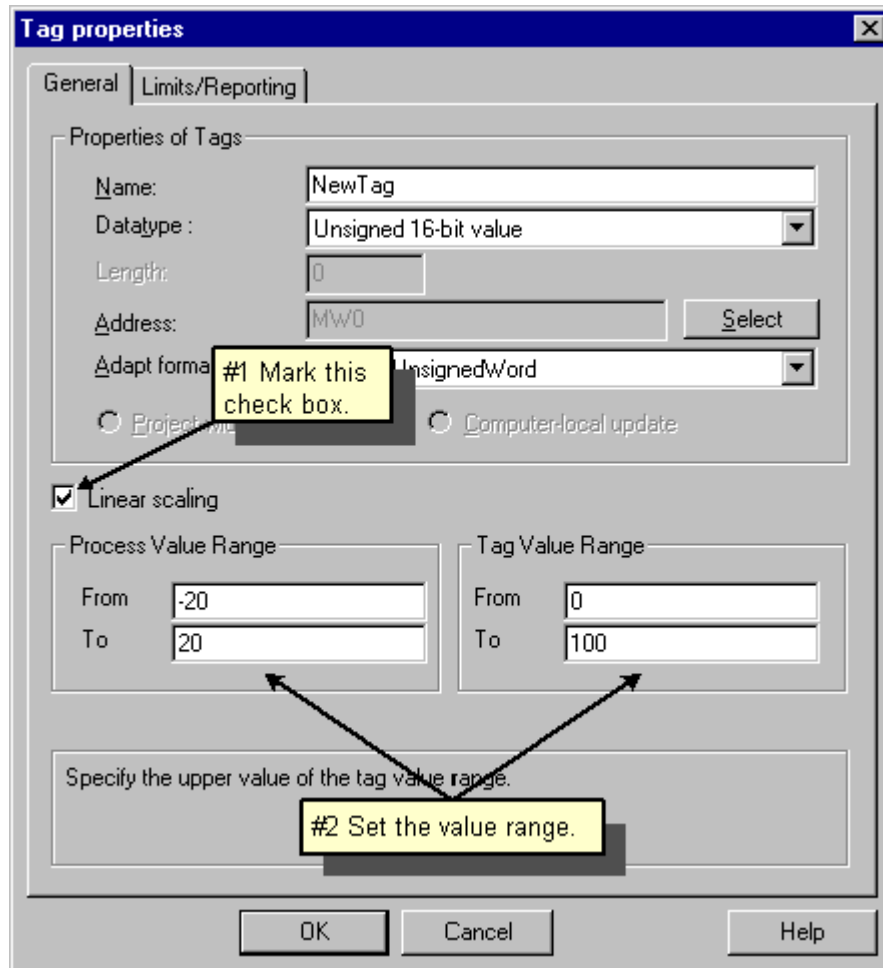 Tag properties
General
Limits/Reporting
Properties of Tags
Name:
NewTag
Datatype :
Unsigned 16-bit value
Length:
0
Address:
MW0
Select
Adapt forma
UnsignedWord
#1 Mark this
check box.
Computer-local update
Linear scaling
Process Value Range
From
-20
To
20
Tag Value Range
From
0
To
100
Specify the upper value of the tag value range.
#2 Set the value range.
OK
Cancel
Help